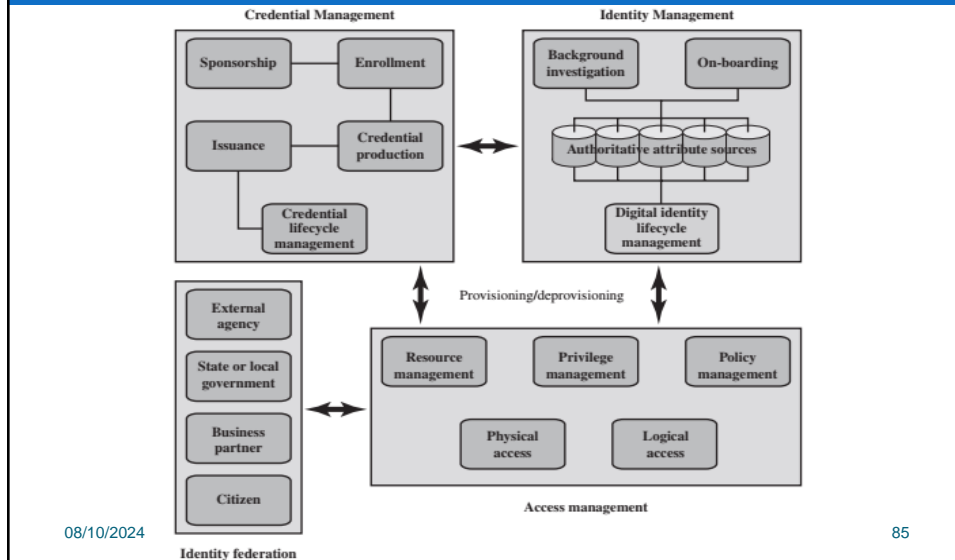 Credential Management
Identity Management
Sponsorship
Enrollment
Issuance
Credential
production
Credential
lifecycle
management
Background
investigation
On-boarding
Authoritative attribute sources
Digital identity
lifecycle
management
Provisioning/deprovisioning
External
agency
State or local
government
Business
partner
Citizen
Identity federation
Resource
management
Privilege
management
Policy
management
Physical
access
Logical
access
Access management
08/10/2024
85